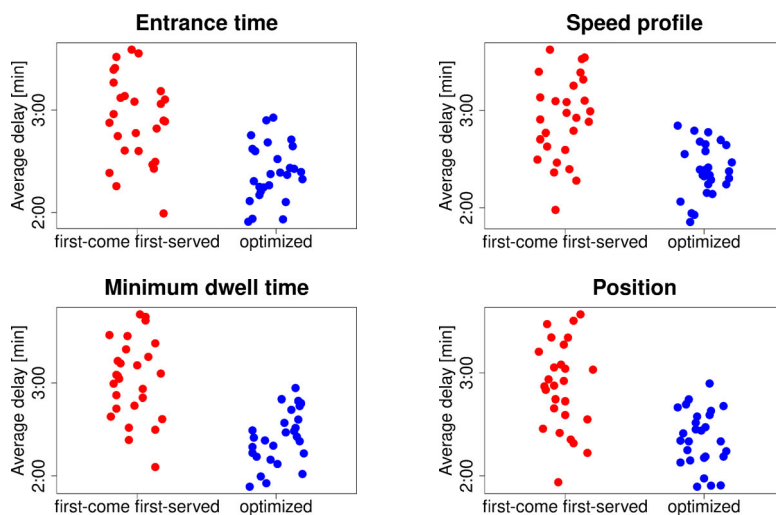 Entrance time
Average delay [min]
3:00
2:00
first-come first-served
optimized
Speed profile
Average delay [min]
3:00
2:00
first-come first-served
optimized
Minimum dwell time
Average delay [min]
3:00
2:00
first-come first-served
optimized
Position
Average delay [min]
3:00
2:00
first-come first-served
optimized